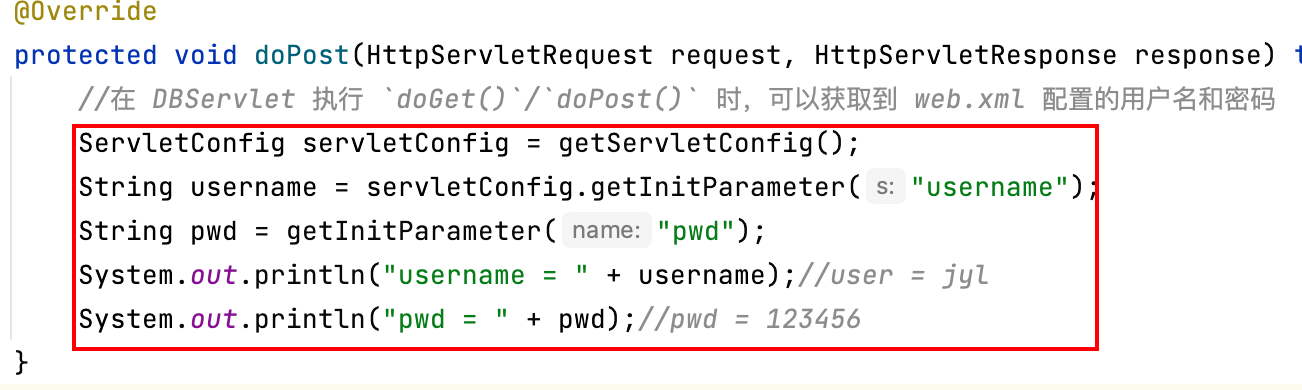 @Override
protected void doPost(HttpServletRequest request, HttpServletResponse response) t
//在 DBServlet 执行 `doGet()`/`doPost()` 时，可以获取到 web.xml 配置的用户名和密码
ServletConfig servletConfig = getServletConfig();
String username = servletConfig.getInitParameter( s: "username");
String pwd = getInitParameter( name: "pwd");
System.out.println("username = " + username);//user = jyl
System.out.println("pwd = " + pwd);//pwd = 123456
}